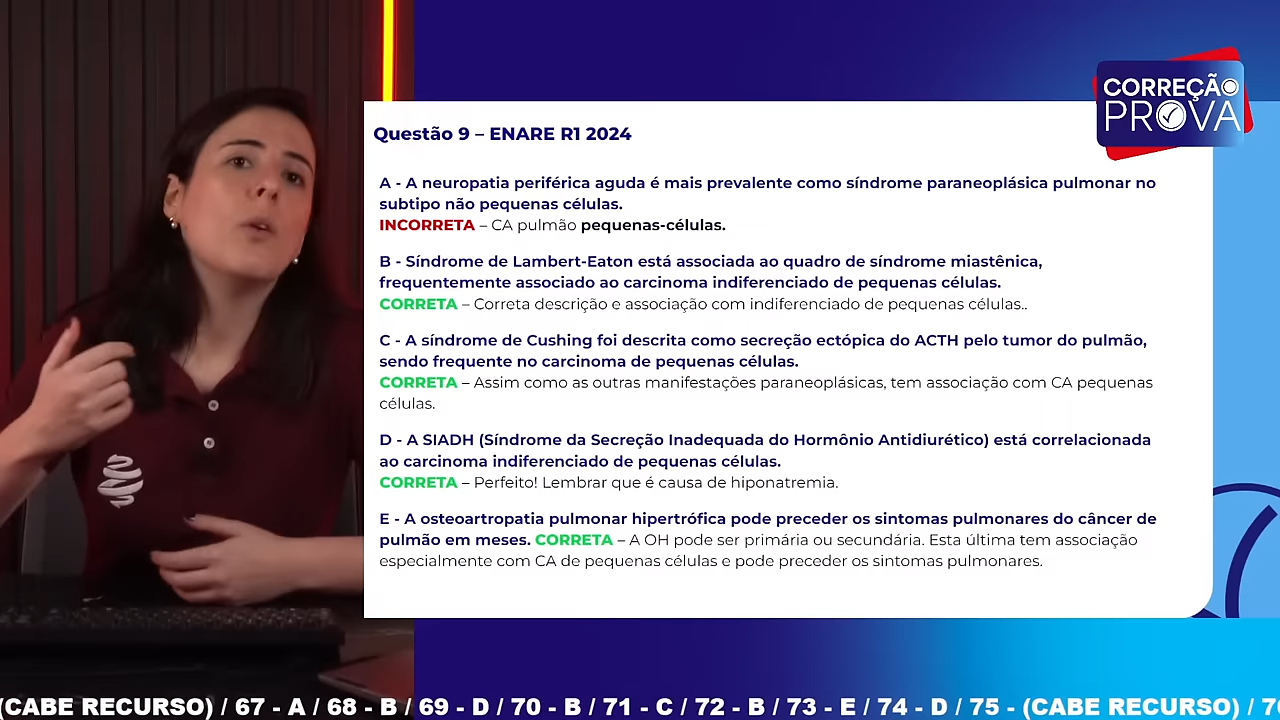 CORREÇÃO
PROVA
Questão 9 – ENARE R1 2024
A - A neuropatia periférica aguda é mais prevalente como síndrome paraneoplásica pulmonar no
subtipo não pequenas células.
INCORRETA – CA pulmão pequenas-células.
B - Síndrome de Lambert-Eaton está associada ao quadro de síndrome miastênica,
frequentemente associado ao carcinoma indiferenciado de pequenas células.
CORRETA – Correta descrição e associação com indiferenciado de pequenas células..
C - A síndrome de Cushing foi descrita como secreção ectópica do ACTH pelo tumor do pulmão,
sendo frequente no carcinoma de pequenas células.
CORRETA – Assim como as outras manifestações paraneoplásicas, tem associação com CA pequenas
células.
D - A SIADH (Síndrome da Secreção Inadequada do Hormônio Antidiurético) está correlacionada
ao carcinoma indiferenciado de pequenas células.
CORRETA – Perfeito! Lembrar que é causa de hiponatremia.
E - A osteoartropatia pulmonar hipertrófica pode preceder os sintomas pulmonares do câncer de
pulmão em meses. CORRETA – A OH pode ser primária ou secundária. Esta última tem associação
especialmente com CA de pequenas células e pode preceder os sintomas pulmonares.
(CABE RECURSO) / 67 - A / 68 - B / 69 - D / 70 - B / 71 - C / 72 - B / 73 - E / 74 - D / 75 - (CABE RECURSO) /